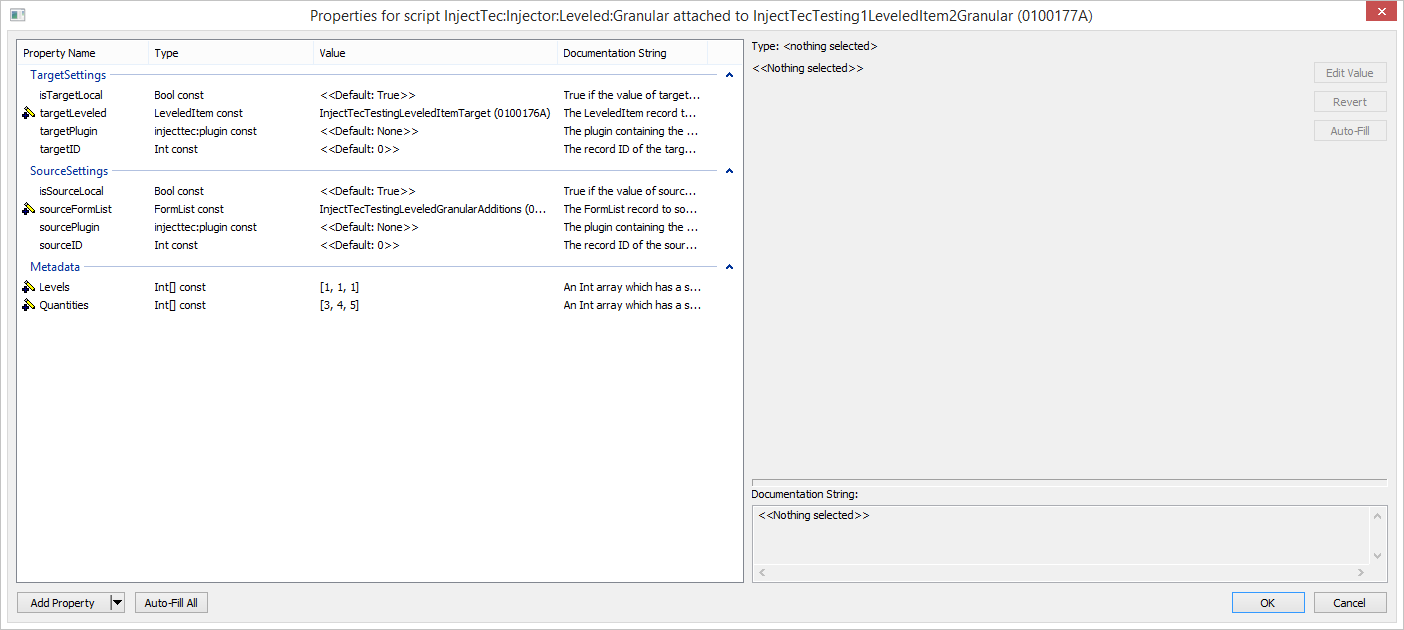 Properties for script InjectTec:Injector:Leveled:Granular attached to InjectTecTesting1LeveledItem2Granular (0100177A)
Property Name Type Value Documentation String
TargetSettings
isTargetLocal Bool const <<Default: True>> True if the value of target...
targetLeveled LeveledItem const InjectTecTestingLeveledItemTarget (0100176A) The LeveledItem record t...
targetPlugin injecttec:plugin const <<Default: None>> The plugin containing the ...
targetID Int const <<Default: 0>> The record ID of the targ...
SourceSettings
isSourceLocal Bool const <<Default: True>> True if the value of sourc...
sourceFormList FormList const InjectTecTestingLeveledGranularAdditions (0... The FormList record to so...
sourcePlugin injecttec:plugin const <<Default: None>> The plugin containing the ...
sourceID Int const <<Default: 0>> The record ID of the sour...
Metadata
Levels Int[] const [1, 1, 1] An Int array which has a s...
Quantities Int[] const [3, 4, 5] An Int array which has a s...
Type: <nothing selected>
<<Nothing selected>>
Edit Value
Revert
Auto-Fill
Documentation String:
<<Nothing selected>>
Add Property Auto-Fill All OK Cancel